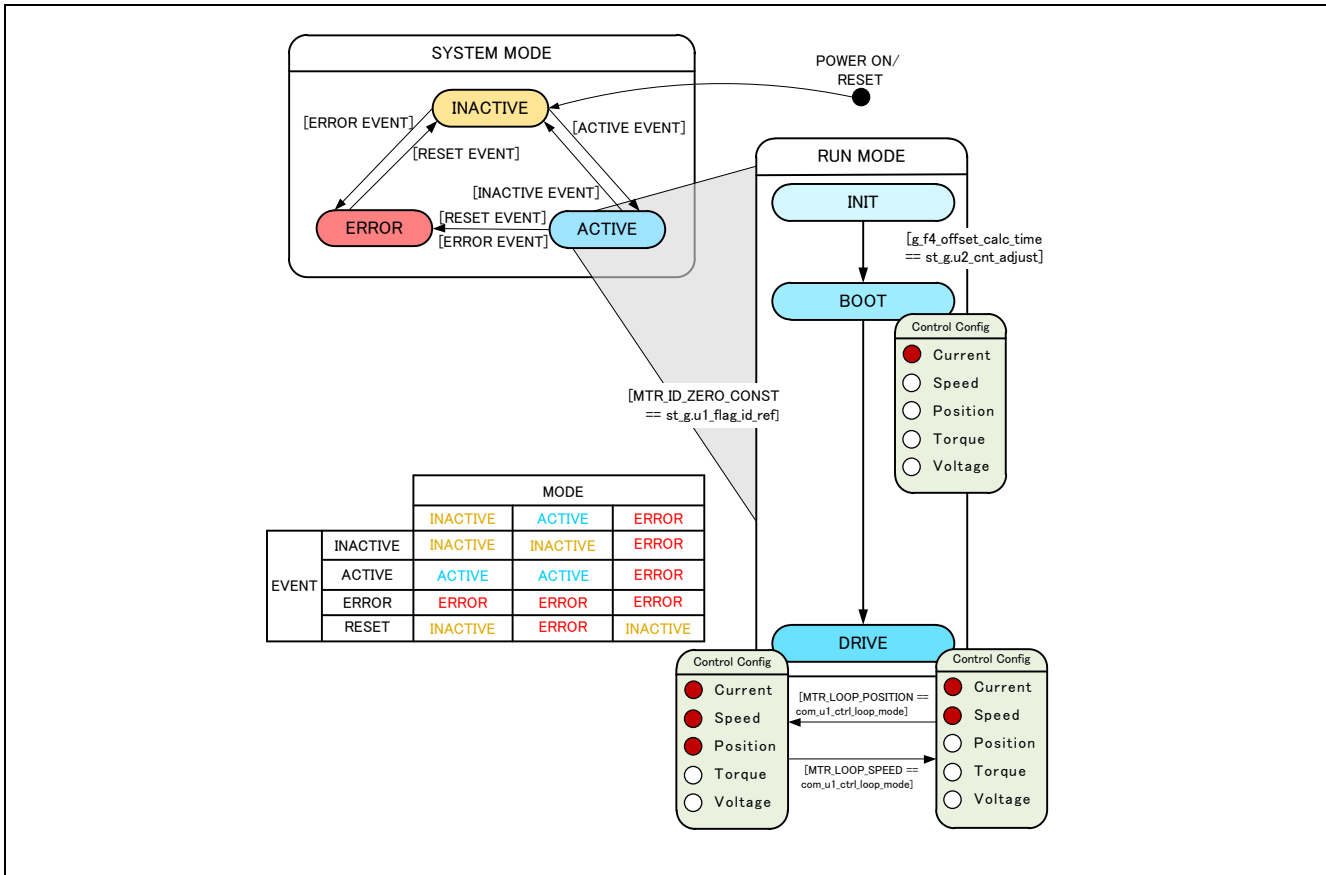 SYSTEM MODE
POWER ON/
RESET
INACTIVE
[ERROR EVENT]
[ACTIVE EVENT]
[RESET EVENT]
[INACTIVE EVENT]
ERROR
[RESET EVENT]
[ERROR EVENT]
ACTIVE
RUN MODE
INIT
[g_f4_offset_calc_time
== st_g.u2_cnt_adjust]
BOOT
Control Config
Current
Speed
Position
Torque
Voltage
[MTR_ID_ZERO_CONST
== st_g.u1_flag_id_ref]
MODE
INACTIVE ACTIVE ERROR
EVENT
INACTIVE INACTIVE INACTIVE ERROR
ACTIVE ACTIVE ACTIVE ERROR
ERROR ERROR ERROR ERROR
RESET INACTIVE ERROR INACTIVE
DRIVE
Control Config
Current
Speed
Position
Torque
Voltage
[MTR_LOOP_POSITION ==
com_u1_ctrl_loop_mode]
[MTR_LOOP_SPEED ==
com_u1_ctrl_loop_mode]
Control Config
Current
Speed
Position
Torque
Voltage